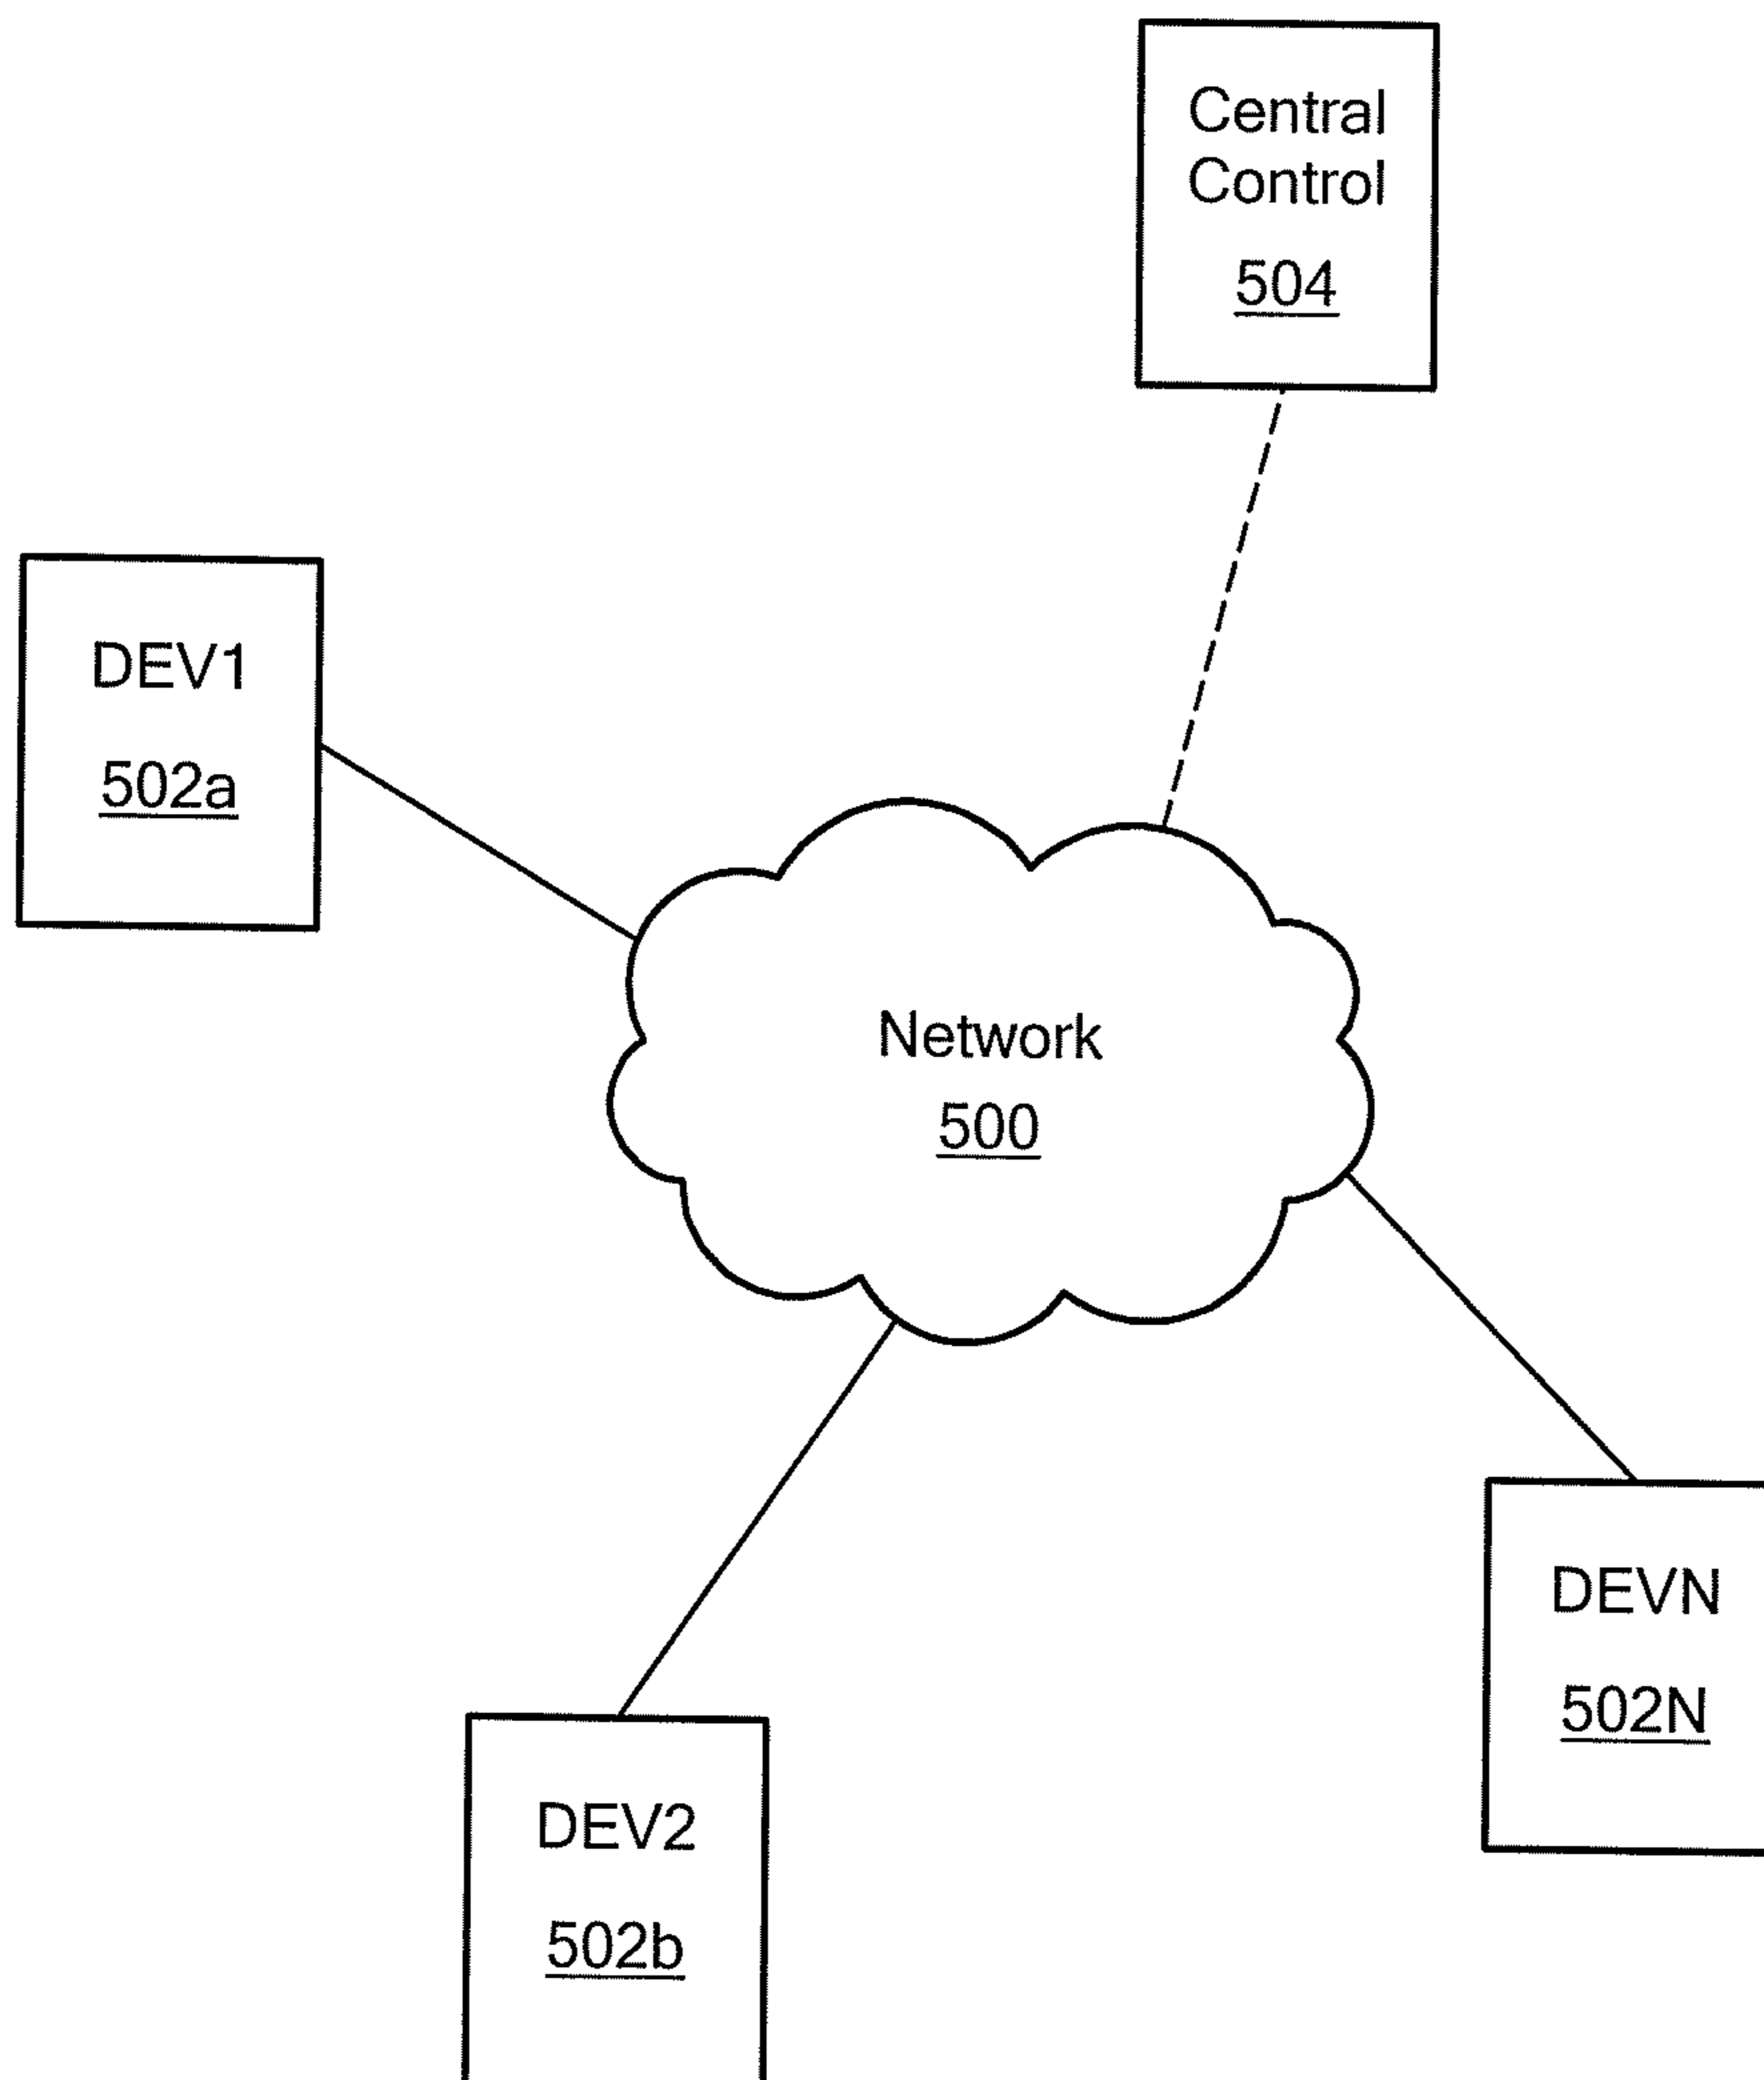 Central
Control
504
DEV1
502a
Network
500
DEVN
502N
DEV2
502b